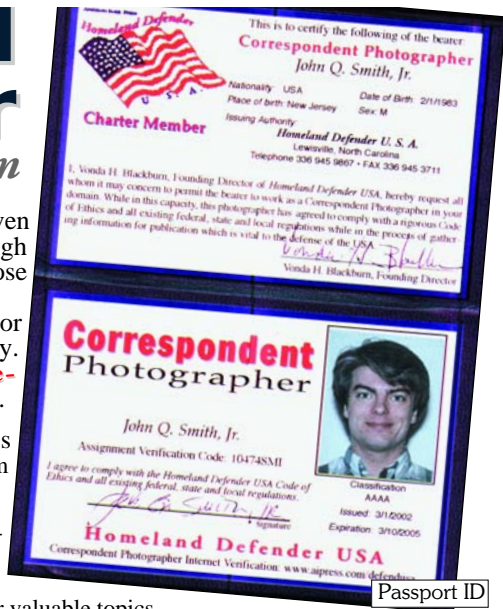 Homeland Defender
U. S. A.
Charter Member
This is to certify the following of the bearer:
Correspondent Photographer
John Q. Smith, Jr.
Nationality: USA
Date of Birth: 2/1/1963
Place of birth: New Jersey
Sex: M
Issuing Authority:
Homeland Defender U. S. A.
Lewisville, North Carolina
Telephone 336 945 9867 • FAX 336 945 3711
I, Vonda H. Blackburn, Founding Director of Homeland Defender USA, hereby request all
whom it may concern to permit the bearer to work as a Correspondent Photographer in your
domain. While in this capacity, this photographer has agreed to comply with a rigorous Code
of Ethics and all existing federal, state and local regulations while in the process of gather-
ing information for publication which is vital to the defense of the USA.
Vonda H. Blackburn, Founding Director
Correspondent
Photographer
John Q. Smith, Jr.
Assignment Verification Code: 10474SMI
I agree to comply with the Homeland Defender USA Code of
Ethics and all existing federal, state and local regulations.
Signature
Classification
AAAA
Issued: 3/1/2002
Expiration: 3/10/2005
Homeland Defender USA
Correspondent Photographer Internet Verification: www.aipress.com/defendusa
Passport ID
r valuable topics